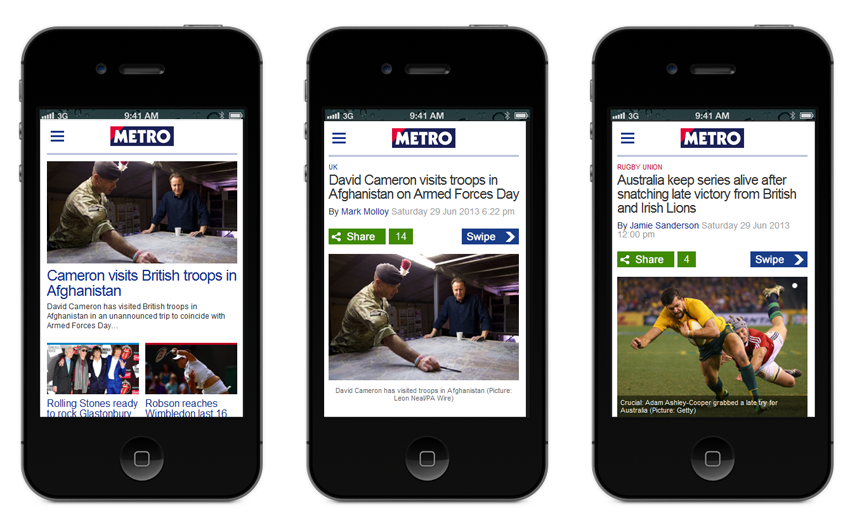 3G 9:41 AM
METRO
Cameron visits British troops in
Afghanistan
David Cameron has visited British troops in
Afghanistan in an unannounced trip to coincide with
Armed Forces Day...
Rolling Stones ready
to rock Glastonbury
Robson reaches
Wimbledon last 16
3G 9:41 AM
METRO
UK
David Cameron visits troops in
Afghanistan on Armed Forces Day
By Mark Molloy Saturday 29 Jun 2013 6:22 pm
Share 14 Swipe
David Cameron has visited troops in Afghanistan (Picture:
Leon Neal/PA Wire)
3G 9:41 AM
METRO
RUGBY UNION
Australia keep series alive after
snatching late victory from British
and Irish Lions
By Jamie Sanderson Saturday 29 Jun 2013
12:00 pm
Share 4 Swipe
Crucial: Adam Ashley-Cooper grabbed a late try for
Australia (Picture: Getty)